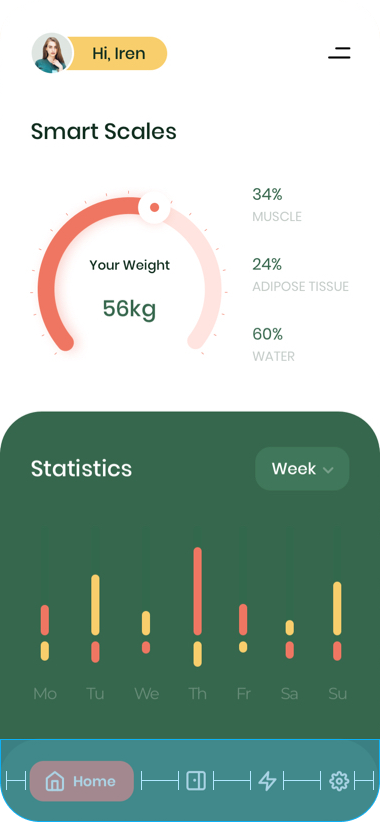 Hi, Iren
Smart Scales
34%
MUSCLE
Your Weight
24%
ADIPOSE TISSUE
56kg
60%
WATER
Statistics
Week
Mo Tu We Th Fr Sa Su
Home